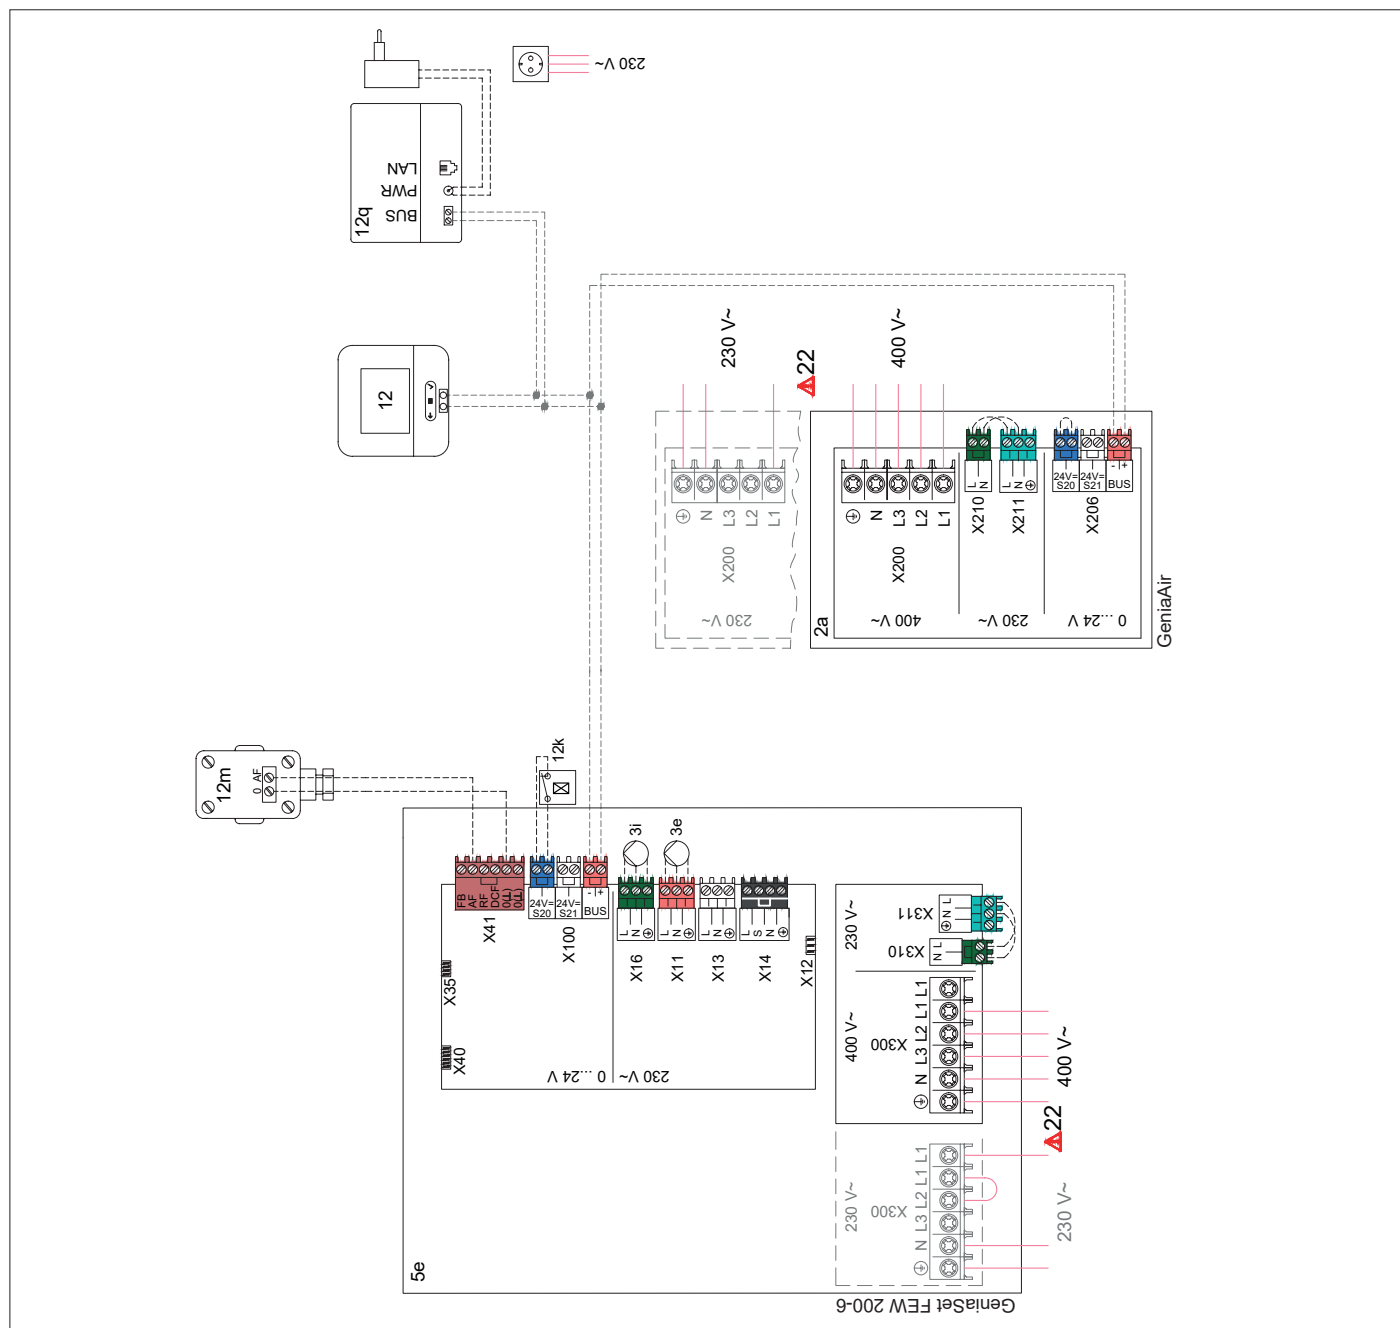 230 V~
LAN
PWR
BUS
12q
12
230 V~
22
400 V~
N
L3
L2
L1
X200
230 V~
N
L3
L2
L1
X200
400 V~
L
N
X210
L
N
X211
230 V~
24V=
S20
24V=
S21
X206
- +
BUS
0 ...24 V
2a
GeniaAir
12m
0 AF
12k
FB
AF
RF
DCF
0(L)
0(L)
X41
24V=
S20
24V=
S21
X100
- +
BUS
3i
L
N
X16
3e
L
N
X11
L
N
X13
L
S
N
X14
X12
X35
X40
0 ...24 V
230 V~
230 V~
N L
X311
N L
X310
400 V~
X300
N L3 L2 L1 L1
400 V~
22
230 V~
X300
N L3 L2 L1 L1
230 V~
5e
GeniaSet FEW 200-6